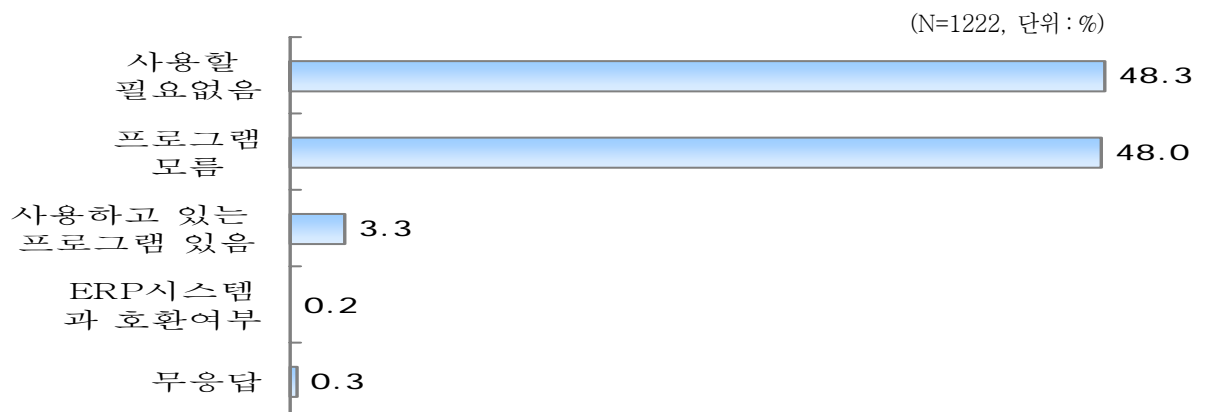 (N=1222, 단위 : %)
사용할
필요없음
48.3
프로그램
모름
48.0
사용하고 있는
프로그램 있음
3.3
ERP시스템
과 호환여부
0.2
무응답
0.3